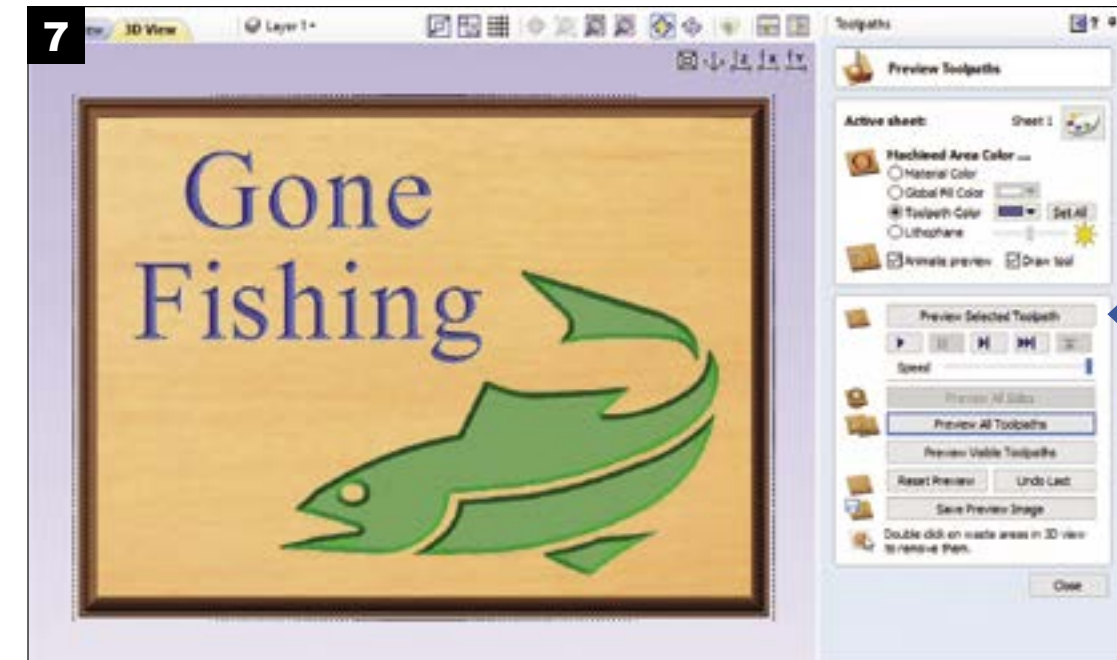 7
3D View
Layer 1
Toolpaths
Preview Toolpaths
Active sheet: Sheet 1
Machined Area Color ...
Material Color
Global Fill Color
Toolpath Color Set All
Lithophane
Animate preview Draw tool
Gone
Fishing
Preview Selected Toolpath
Speed
Preview All Sides
Preview All Toolpaths
Preview Visible Toolpaths
Reset Preview Undo Last
Save Preview Image
Double click on waste areas in 3D view
to remove them.
Close